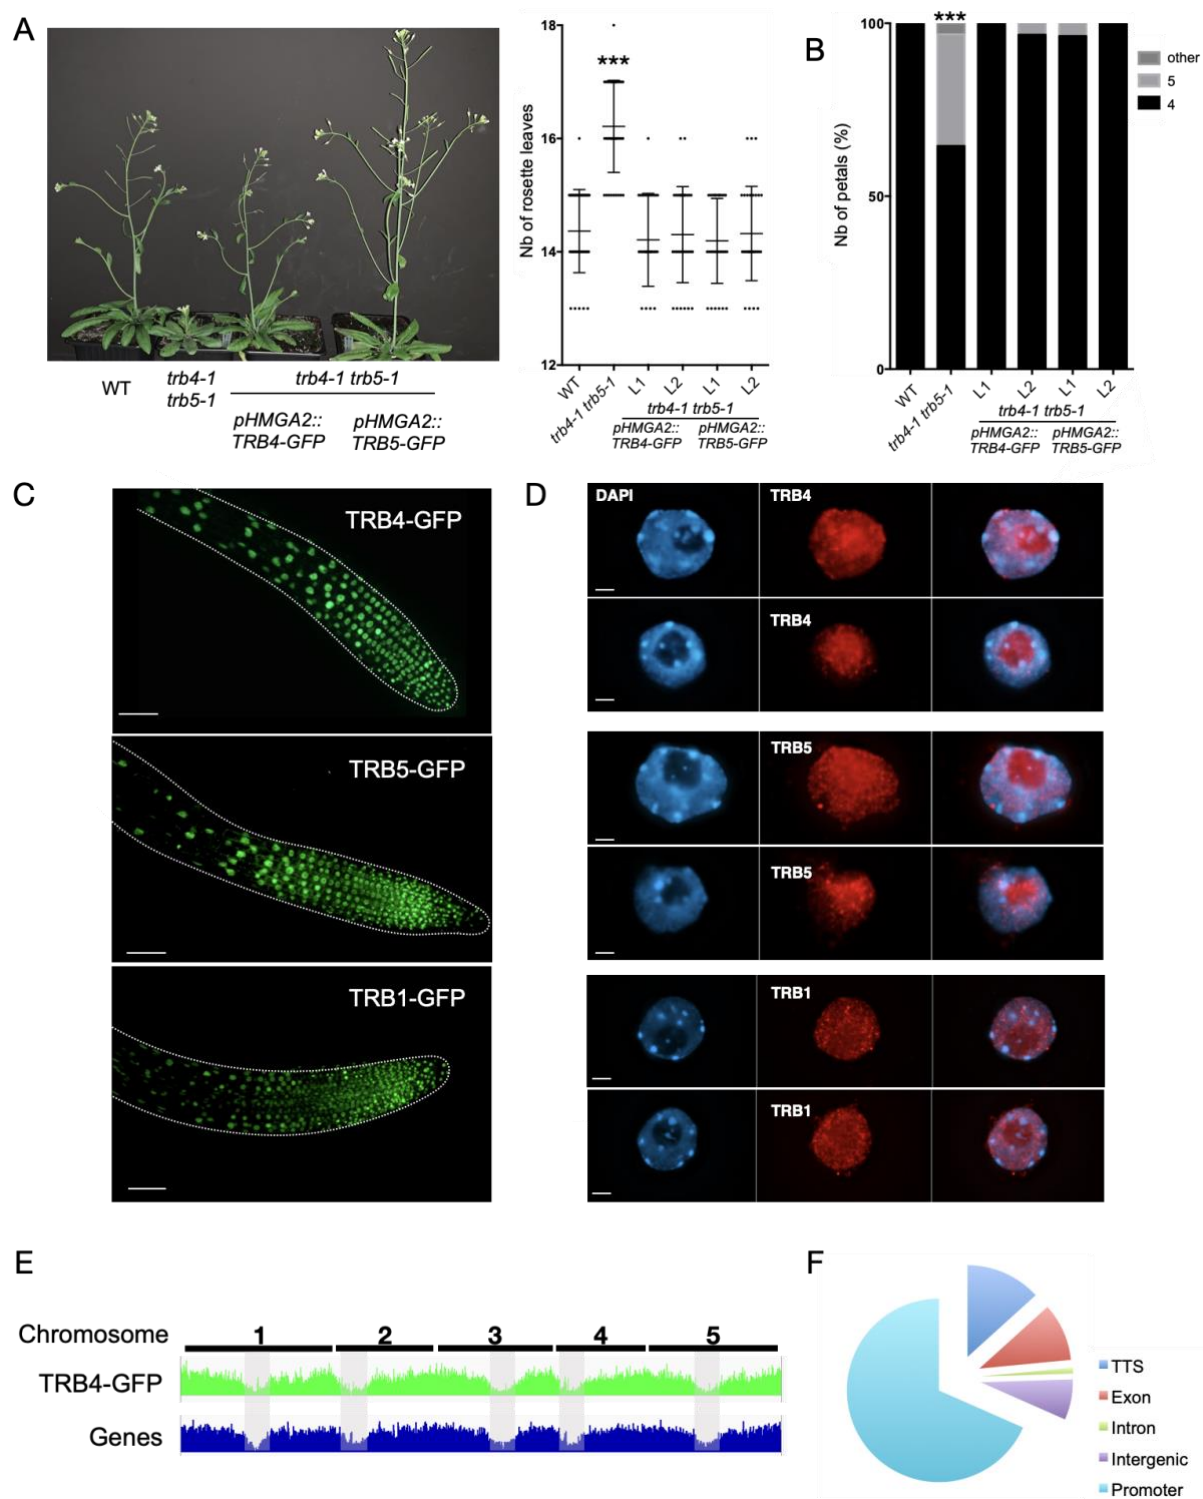 A
WT
trb4-1
trb5-1
trb4-1 trb5-1
pHMGA2::
TRB4-GFP
pHMGA2::
TRB5-GFP
Nb of rosette leaves
18
16
14
12
***
WT
trb4-1 trb5-1
L1
L2
L1
L2
trb4-1 trb5-1
pHMGA2::
TRB4-GFP
pHMGA2::
TRB5-GFP
B
Nb of petals (%)
100
50
0
***
other
5
4
WT
trb4-1 trb5-1
L1
L2
L1
L2
trb4-1 trb5-1
pHMGA2::
TRB4-GFP
pHMGA2::
TRB5-GFP
C
TRB4-GFP
TRB5-GFP
TRB1-GFP
D
DAPI
TRB4
TRB4
TRB5
TRB5
TRB1
TRB1
E
Chromosome 1 2 3 4 5
TRB4-GFP
Genes
F
TTS
Exon
Intron
Intergenic
Promoter